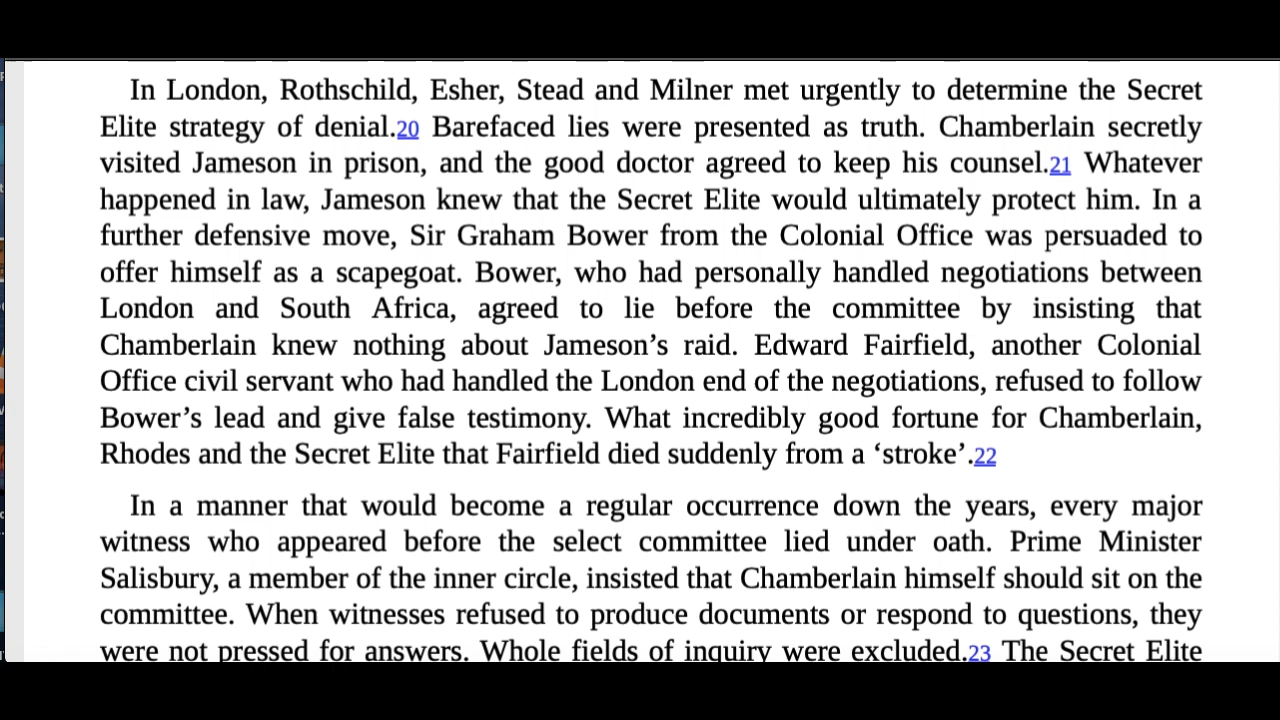 In London, Rothschild, Esher, Stead and Milner met urgently to determine the Secret
Elite strategy of denial.20 Barefaced lies were presented as truth. Chamberlain secretly
visited Jameson in prison, and the good doctor agreed to keep his counsel.21 Whatever
happened in law, Jameson knew that the Secret Elite would ultimately protect him. In a
further defensive move, Sir Graham Bower from the Colonial Office was persuaded to
offer himself as a scapegoat. Bower, who had personally handled negotiations between
London and South Africa, agreed to lie before the committee by insisting that
Chamberlain knew nothing about Jameson’s raid. Edward Fairfield, another Colonial
Office civil servant who had handled the London end of the negotiations, refused to follow
Bower’s lead and give false testimony. What incredibly good fortune for Chamberlain,
Rhodes and the Secret Elite that Fairfield died suddenly from a ‘stroke’.22
In a manner that would become a regular occurrence down the years, every major
witness who appeared before the select committee lied under oath. Prime Minister
Salisbury, a member of the inner circle, insisted that Chamberlain himself should sit on the
committee. When witnesses refused to produce documents or respond to questions, they
were not pressed for answers. Whole fields of inquiry were excluded.23 The Secret Elite